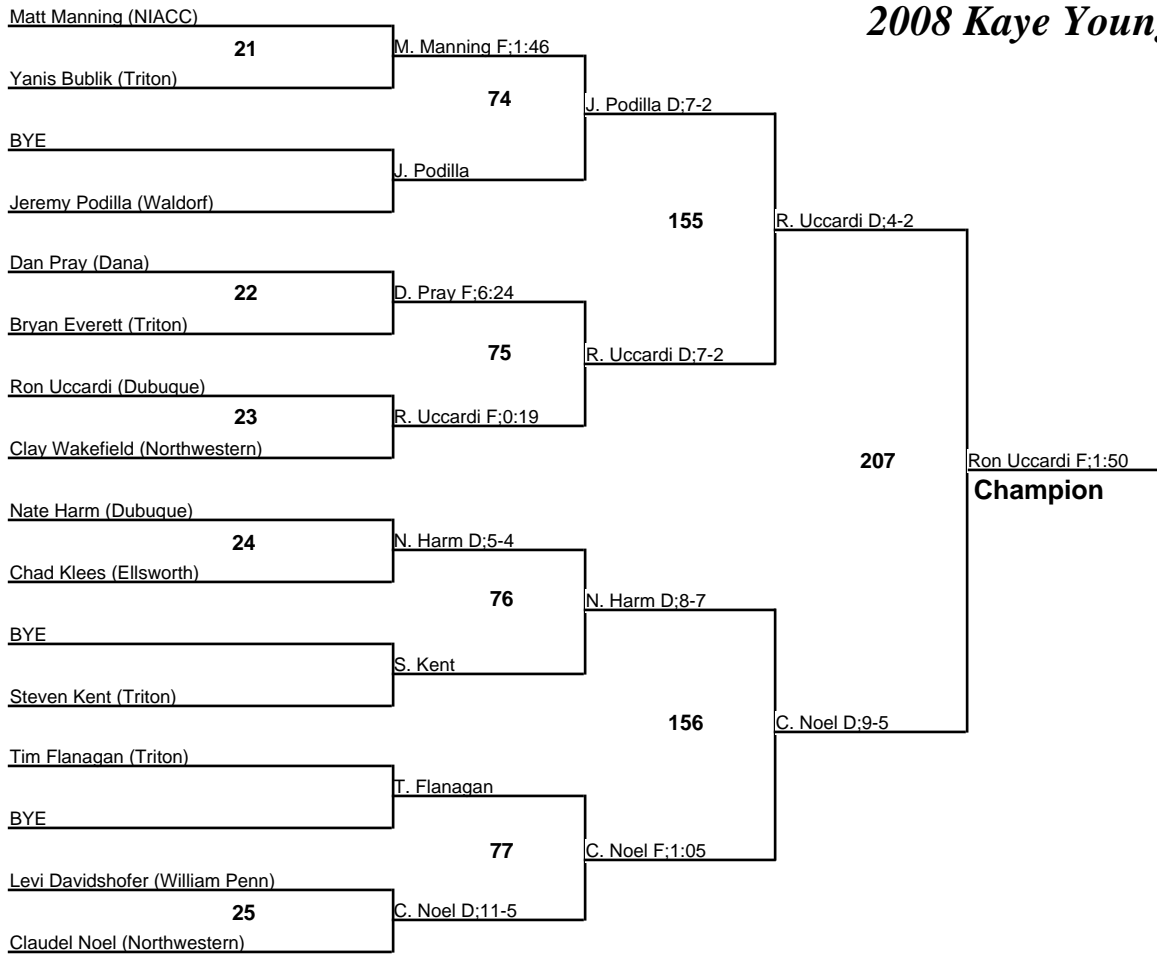 2008 Kaye Young
Matt Manning (NIACC)
21
M. Manning F;1:46
Yanis Bublik (Triton)
74
J. Podilla D;7-2
BYE
J. Podilla
Jeremy Podilla (Waldorf)
155
R. Uccardi D;4-2
Dan Pray (Dana)
22
D. Pray F;6:24
Bryan Everett (Triton)
75
R. Uccardi D;7-2
Ron Uccardi (Dubuque)
23
R. Uccardi F;0:19
Clay Wakefield (Northwestern)
207
Ron Uccardi F;1:50
Champion
Nate Harm (Dubuque)
24
N. Harm D;5-4
Chad Klees (Ellsworth)
76
N. Harm D;8-7
BYE
S. Kent
Steven Kent (Triton)
156
C. Noel D;9-5
Tim Flanagan (Triton)
T. Flanagan
BYE
77
C. Noel F;1:05
Levi Davidshofer (William Penn)
25
C. Noel D;11-5
Claudel Noel (Northwestern)